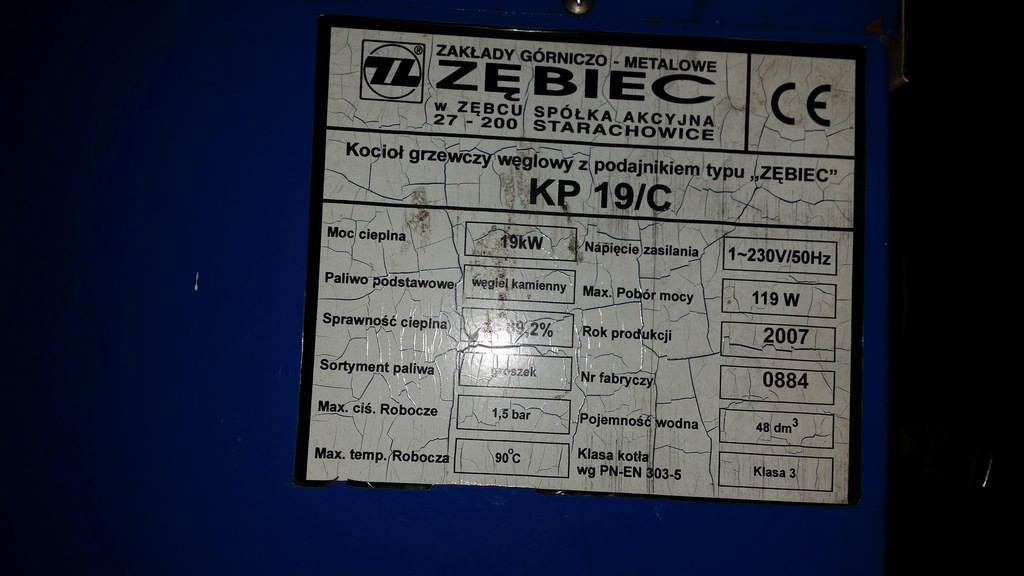 ZAKŁADY GÓRNICZO - METALOWE
ZĘBIEC
W ZĘBCU SPÓŁKA AKCYJNA
27 - 200 STARACHOWICE
CE
Kocioł grzewczy węglowy z podajnikiem typu „ZĘBIEC”
KP 19/C
Moc cieplna 19kW Napięcie zasilania 1~230V/50Hz
Paliwo podstawowe węgiel kamienny Max. Pobór mocy 119 W
Sprawność cieplna Rok produkcji 2007
Sortyment paliwa groszek Nr fabryczy 0884
Max. ciś. Robocze 1,5 bar Pojemność wodna 48 dm³
Max. temp. Robocza 90°C Klasa kotła
wg PN-EN 303-5 Klasa 3